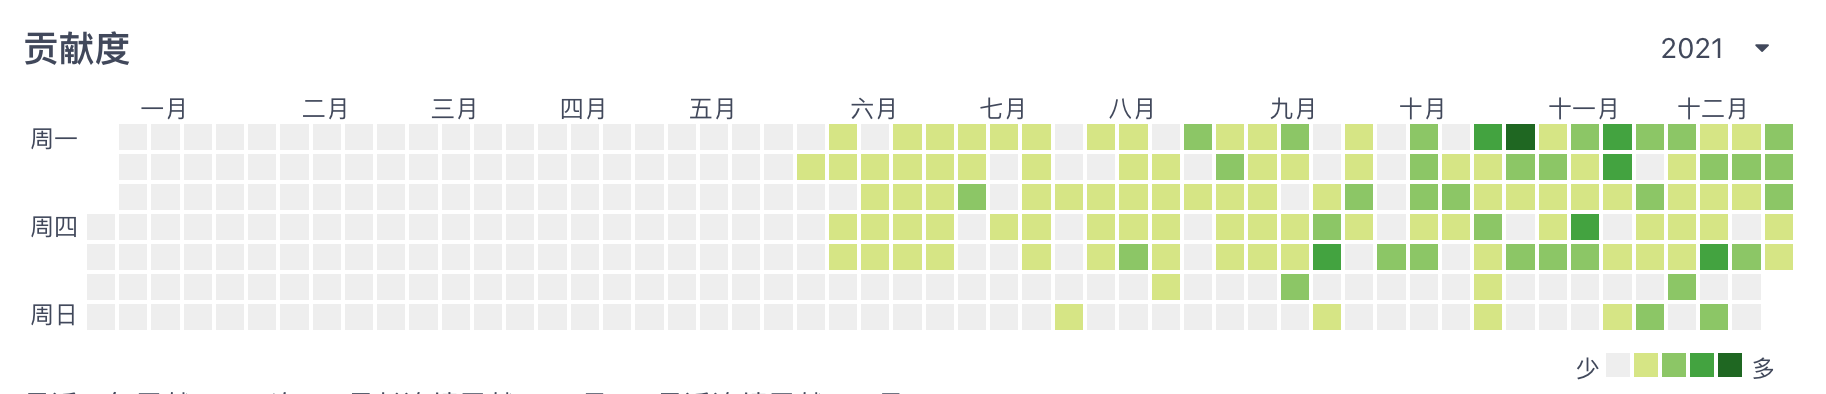 贡献度
2021
一月 二月 三月 四月 五月 六月 七月 八月 九月 十月 十一月 十二月
周一
周四
周日
少 多